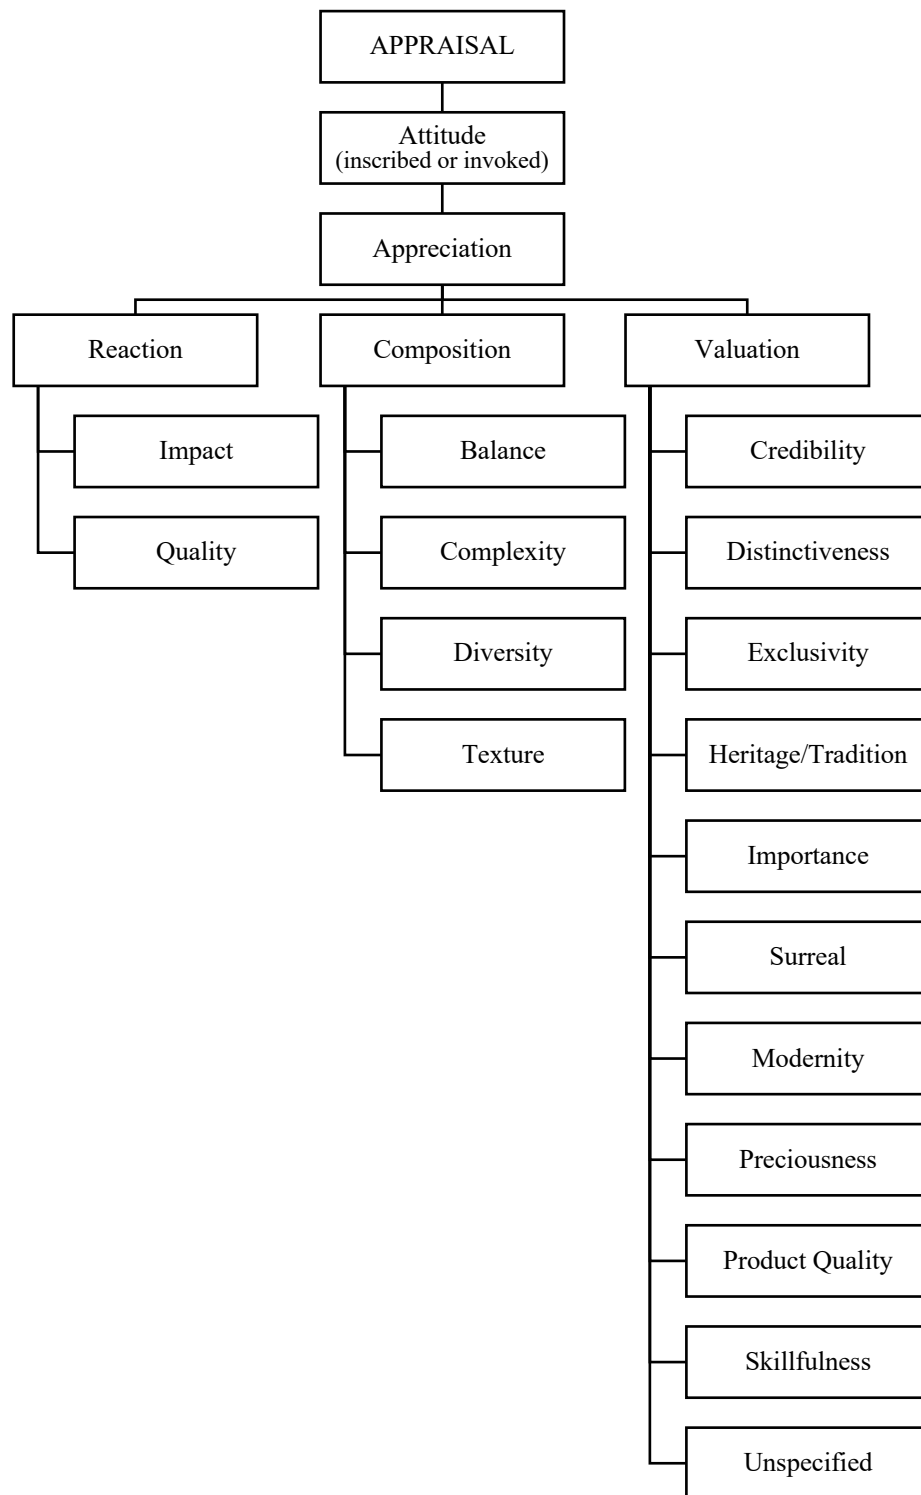 APPRAISAL
Attitude
(inscribed or invoked)
Appreciation
Reaction
Impact
Quality
Composition
Balance
Complexity
Diversity
Texture
Valuation
Credibility
Distinctiveness
Exclusivity
Heritage/Tradition
Importance
Surreal
Modernity
Preciousness
Product Quality
Skillfulness
Unspecified